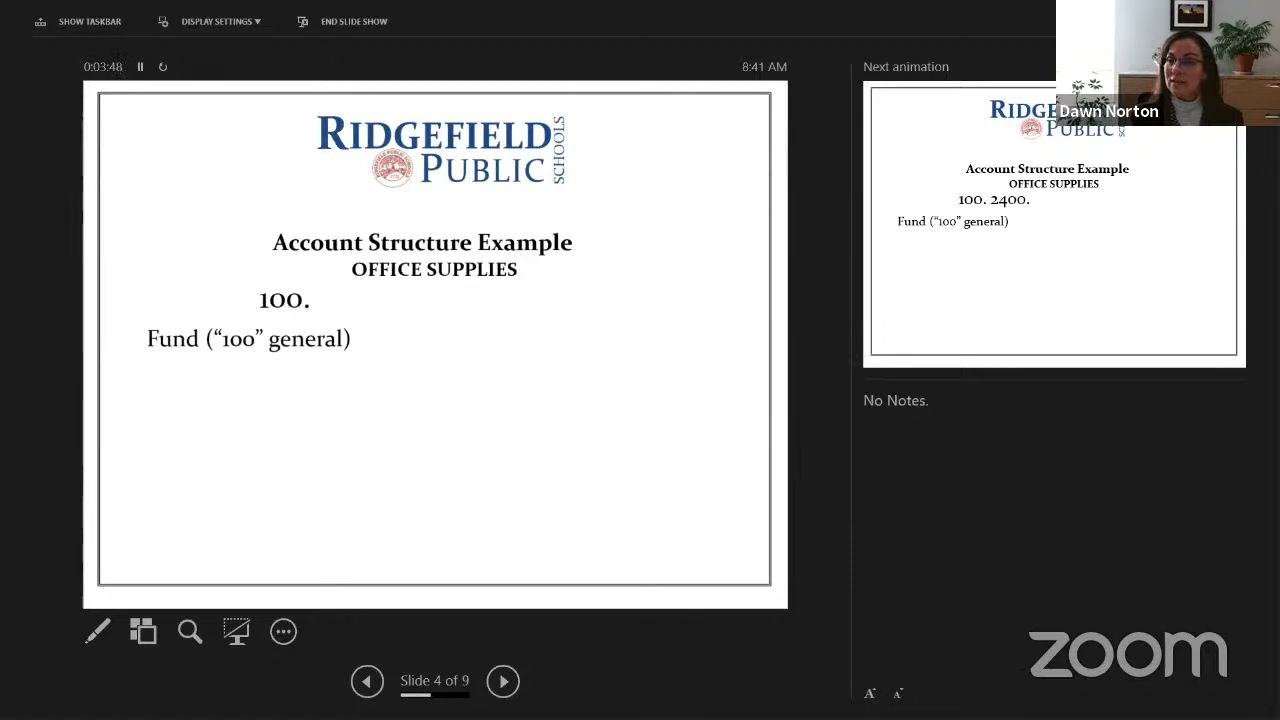 SHOW TASKBAR
DISPLAY SETTINGS ▾
END SLIDE SHOW
0:03:48
8:41 AM
RIDGEFIELD
PUBLIC
SCHOOLS
Account Structure Example
OFFICE SUPPLIES
100.
Fund (“100” general)
Slide 4 of 9
Next animation
Dawn Norton
RIDGE
PUBLIC
Account Structure Example
OFFICE SUPPLIES
100. 2400.
Fund (“100” general)
No Notes.
A A
zoom